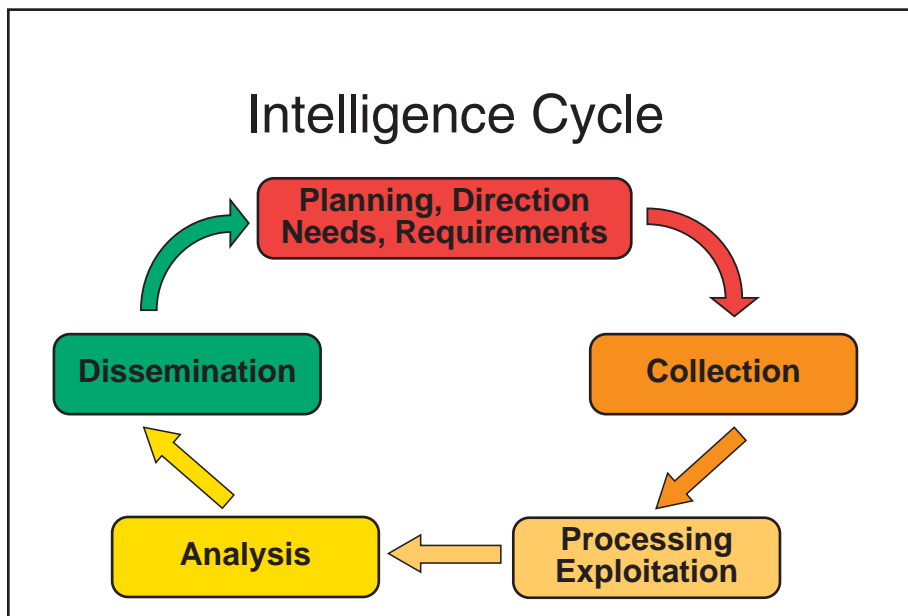 Intelligence Cycle
Planning, Direction
Needs, Requirements
Collection
Processing
Exploitation
Analysis
Dissemination